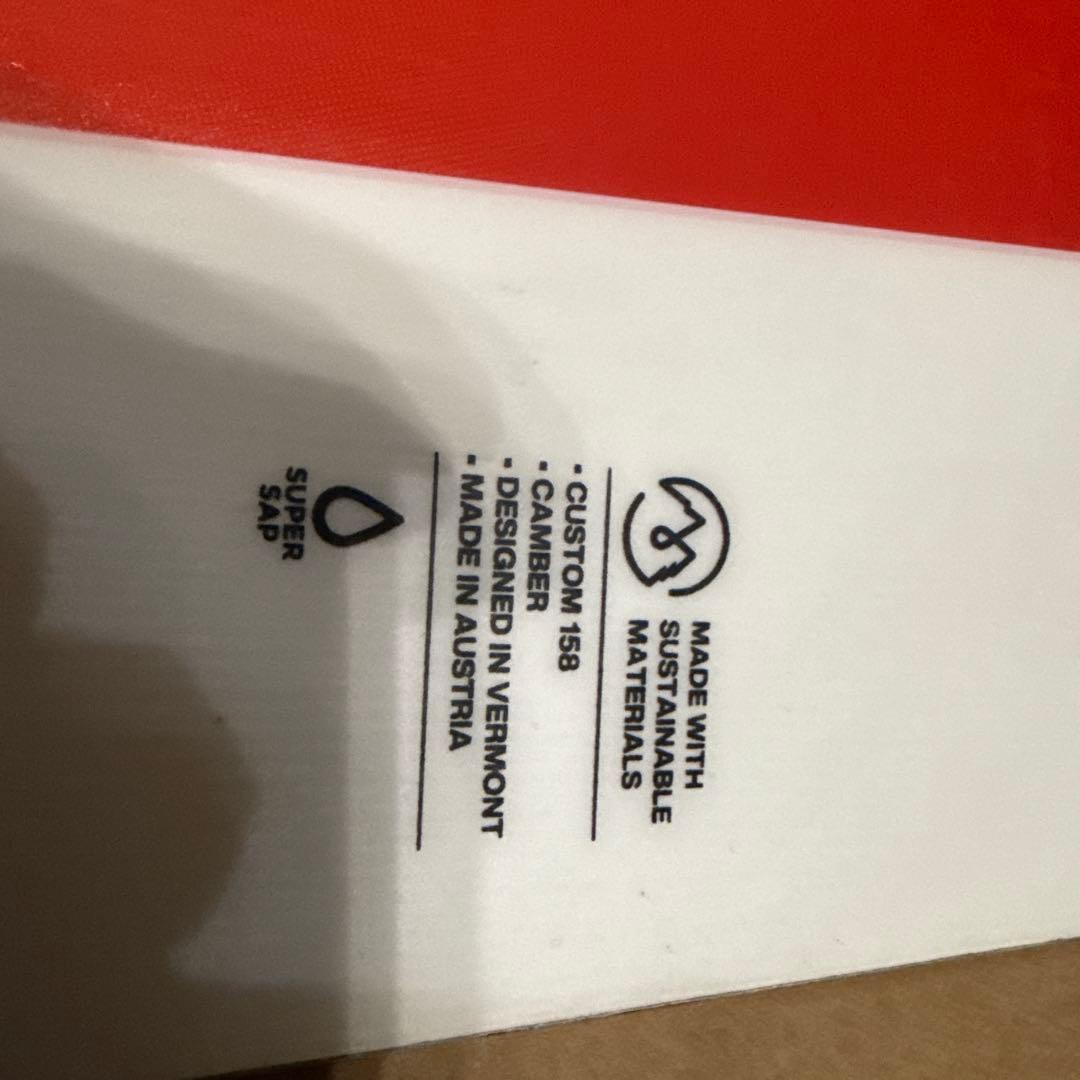 MADE WITH
SUSTAINABLE
MATERIALS
• CUSTOM 158
• CAMBER
• DESIGNED IN VERMONT
• MADE IN AUSTRIA
SUPER
SAP